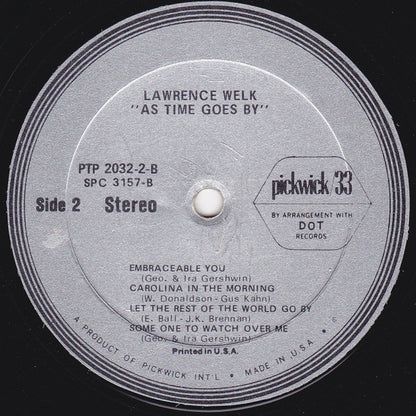 LAWRENCE WELK
"AS TIME GOES BY"
PTP 2032-2-B
SPC 3157-B
Side 2 Stereo
pickwick/33
BY ARRANGEMENT WITH
DOT
RECORDS
EMBRACEABLE YOU
(Geo. & Ira Gershwin)
CAROLINA IN THE MORNING
(W. Donaldson - Gus Kahn)
LET THE REST OF THE WORLD GO BY
(E. Ball - J.K. Brennan)
SOME ONE TO WATCH OVER ME
(Geo. & Ira Gershwin)
Printed in U.S.A.
A PRODUCT OF PICKWICK INT'L • MADE IN U.S.A.